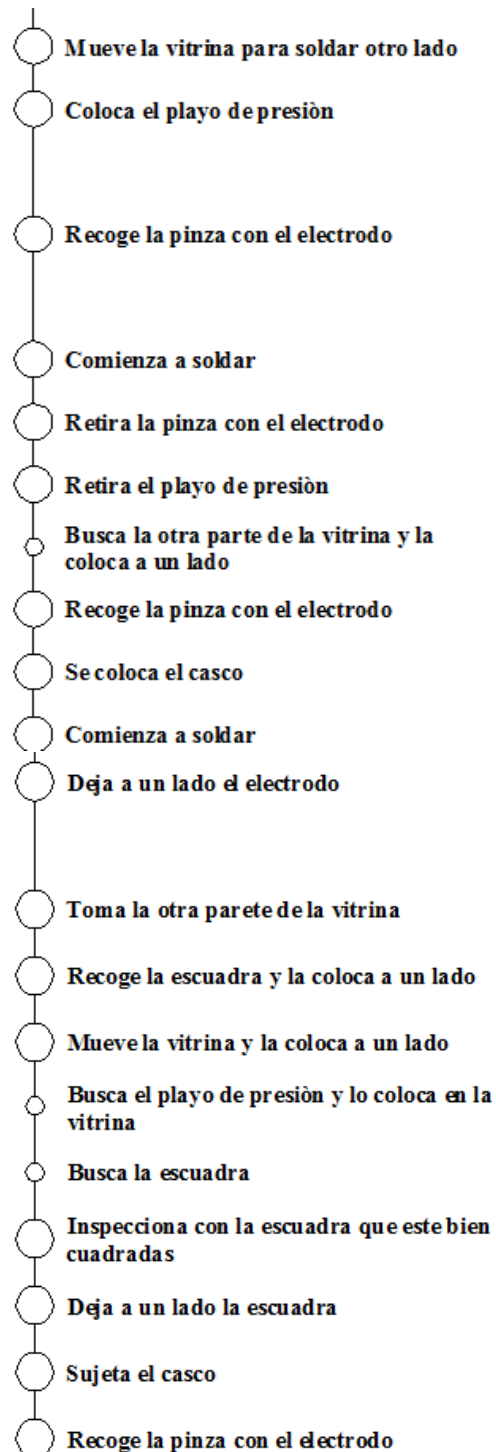 Mueve la vitrina para soldar otro lado
Coloca el playo de presiòn
Recoge la pinza con el electrodo
Comienza a soldar
Retira la pinza con el electrodo
Retira el playo de presiòn
Busca la otra parte de la vitrina y la
coloca a un lado
Recoge la pinza con el electrodo
Se coloca el casco
Comienza a soldar
Deja a un lado el electrodo
Toma la otra parete de la vitrina
Recoge la escuadra y la coloca a un lado
Mueve la vitrina y la coloca a un lado
Busca el playo de presiòn y lo coloca en la
vitrina
Busca la escuadra
Inspecciona con la escuadra que este bien
cuadradas
Deja a un lado la escuadra
Sujeta el casco
Recoge la pinza con el electrodo